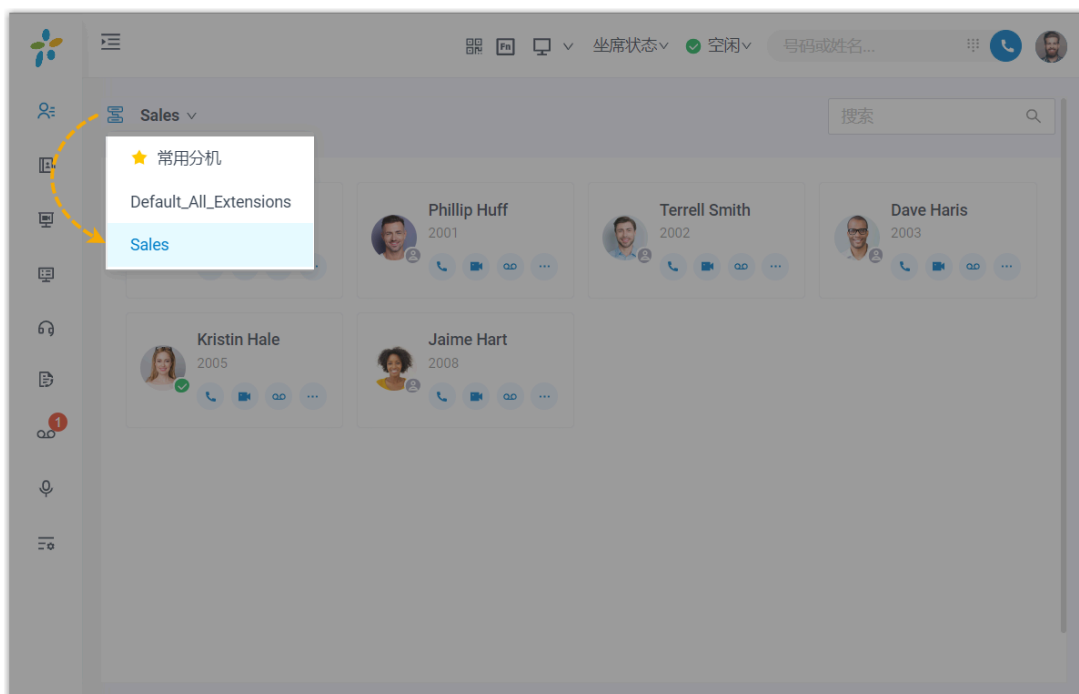 Fn
坐席状态
空闲
号码或姓名...
Sales
搜索
常用分机
Default_All_Extensions
Sales
Phillip Huff
2001
Terrell Smith
2002
Dave Haris
2003
Kristin Hale
2005
Jaime Hart
2008
1